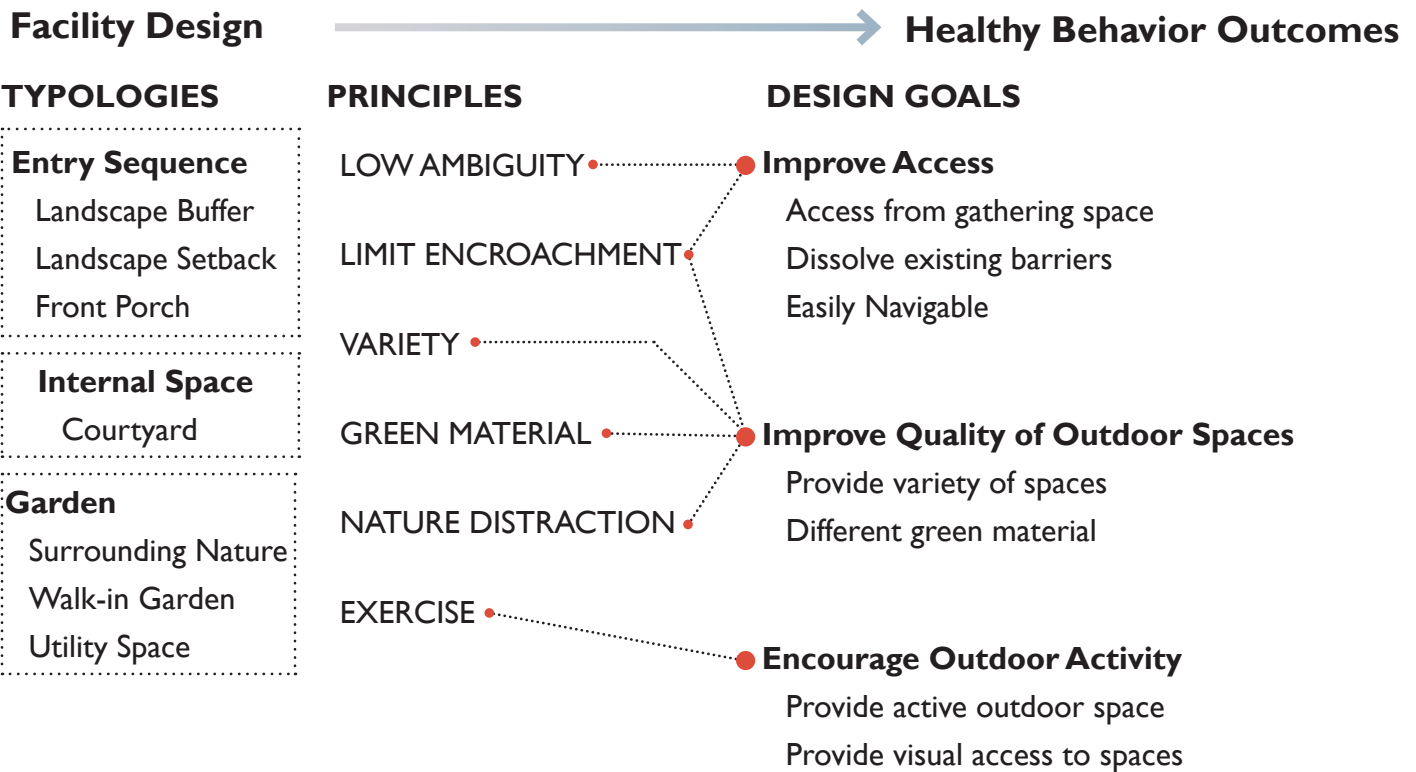 Facility Design
Healthy Behavior Outcomes
TYPOLOGIES
Entry Sequence
Landscape Buffer
Landscape Setback
Front Porch
Internal Space
Courtyard
Garden
Surrounding Nature
Walk-in Garden
Utility Space
PRINCIPLES
LOW AMBIGUITY
LIMIT ENCROACHMENT
VARIETY
GREEN MATERIAL
NATURE DISTRACTION
EXERCISE
DESIGN GOALS
Improve Access
Access from gathering space
Dissolve existing barriers
Easily Navigable
Improve Quality of Outdoor Spaces
Provide variety of spaces
Different green material
Encourage Outdoor Activity
Provide active outdoor space
Provide visual access to spaces